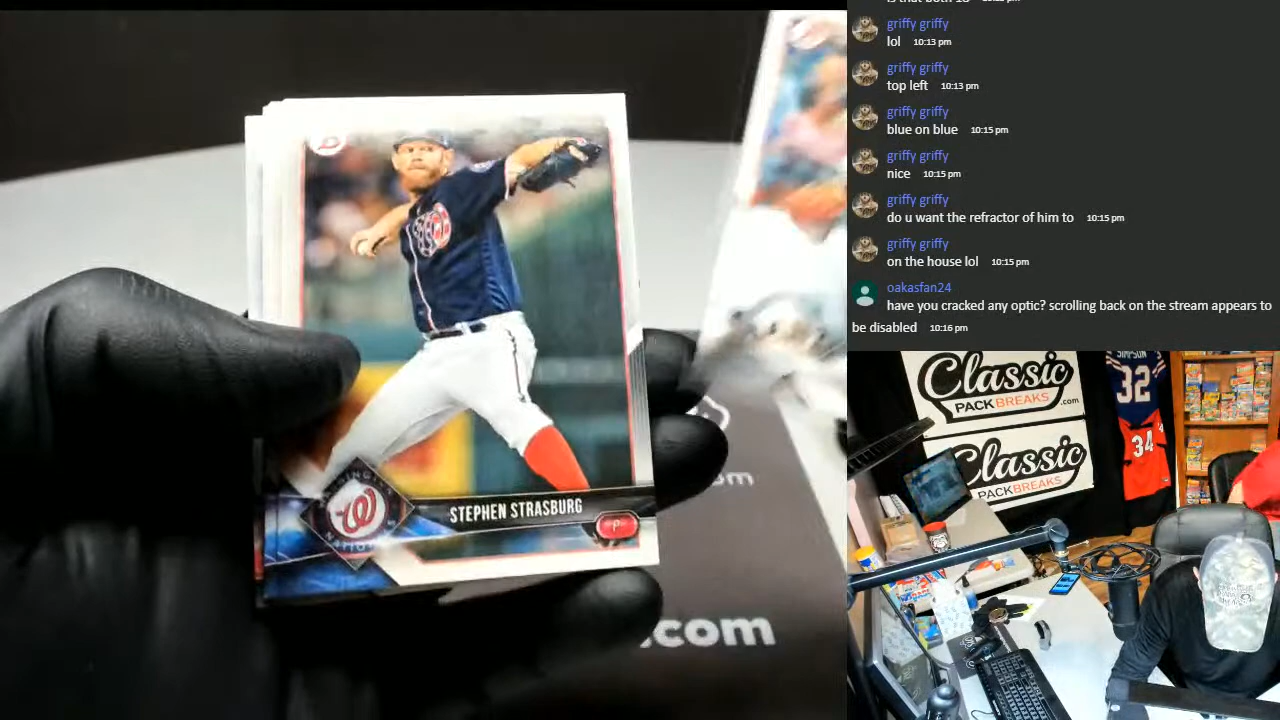 griffy griffy
lol 10:13 pm
griffy griffy
top left 10:13 pm
griffy griffy
blue on blue 10:15 pm
griffy griffy
nice 10:15 pm
griffy griffy
do u want the refractor of him to 10:15 pm
griffy griffy
on the house lol 10:15 pm
oakasfan24
have you cracked any optic? scrolling back on the stream appears to
be disabled 10:16 pm
STEPHEN STRASBURG
P
W
.com
Classic
PACKBREAKS
.com
Classic
PACKBREAKS
SIMPSON
32
34